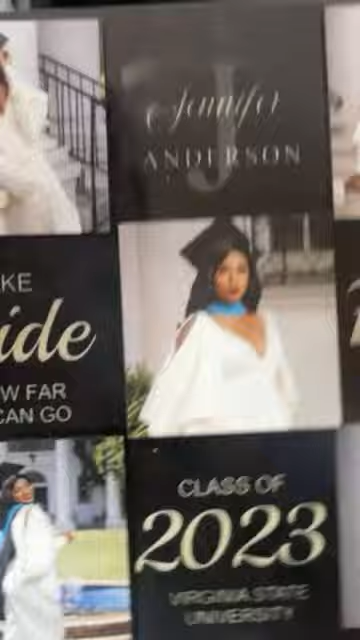 J
Jennifer
ANDERSON
KE
ide
W FAR
CAN GO
CLASS OF
2023
VIRGINIA STATE
UNIVERSITY